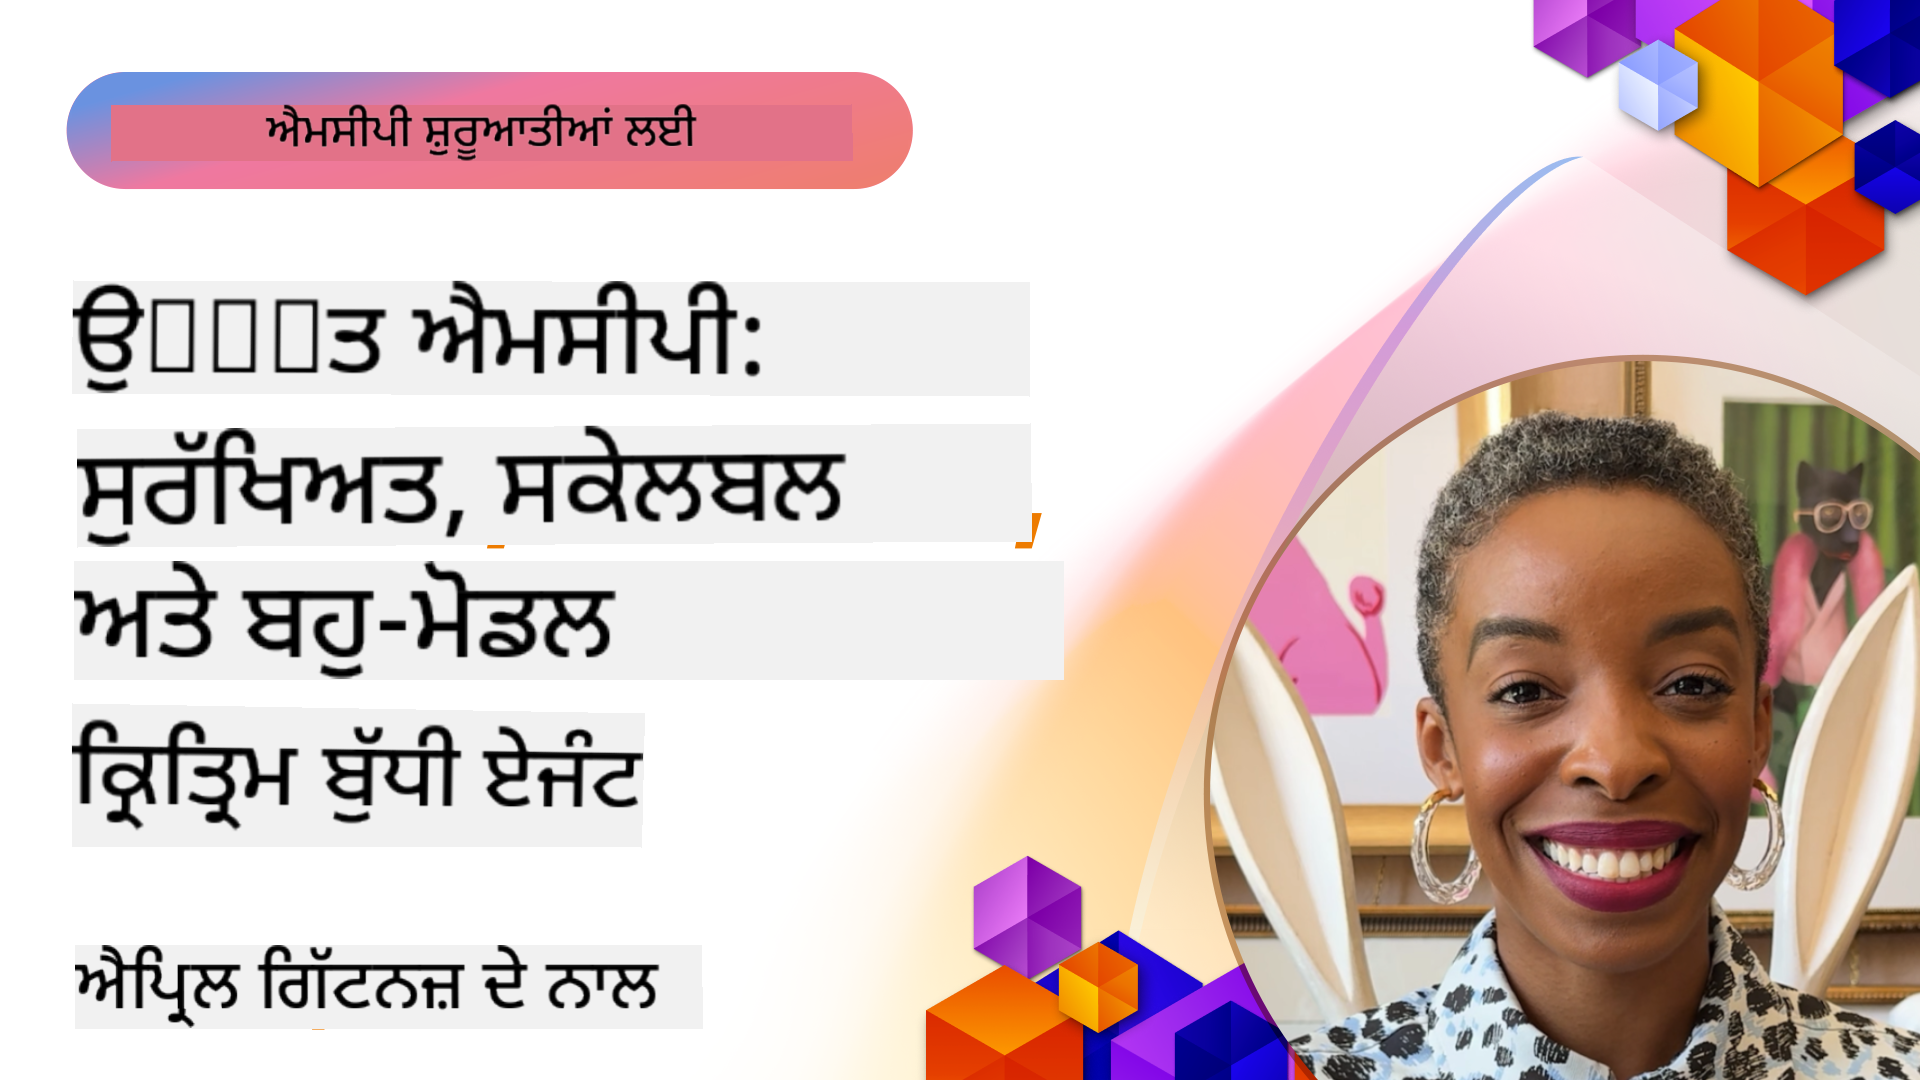 ਐਮਸੀਪੀ ਸ਼ੁਰੂਆਤੀਆਂ ਲਈ
ਐਮਸੀਪੀ:
ਸੁਰੱਖਿਅਤ, ਸਕੇਲਬਲ
ਅਤੇ ਬਹੁ-ਮੋਡਲ
ਕ੍ਰਿਤ੍ਰਿਮ ਬੁੱਧੀ ਏਜੰਟ
ਐਪ੍ਰਿਲ ਗਿੱਟਨਜ਼ ਦੇ ਨਾਲ